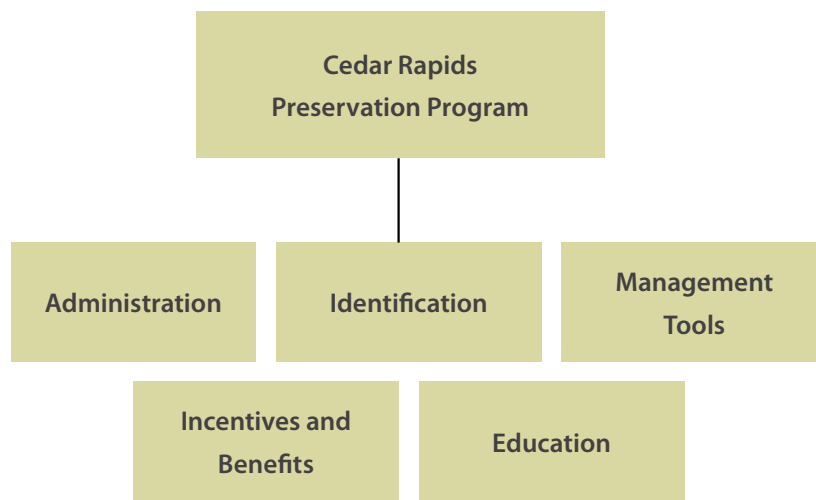 Cedar Rapids
Preservation Program
Administration
Identification
Management
Tools
Incentives and
Benefits
Education